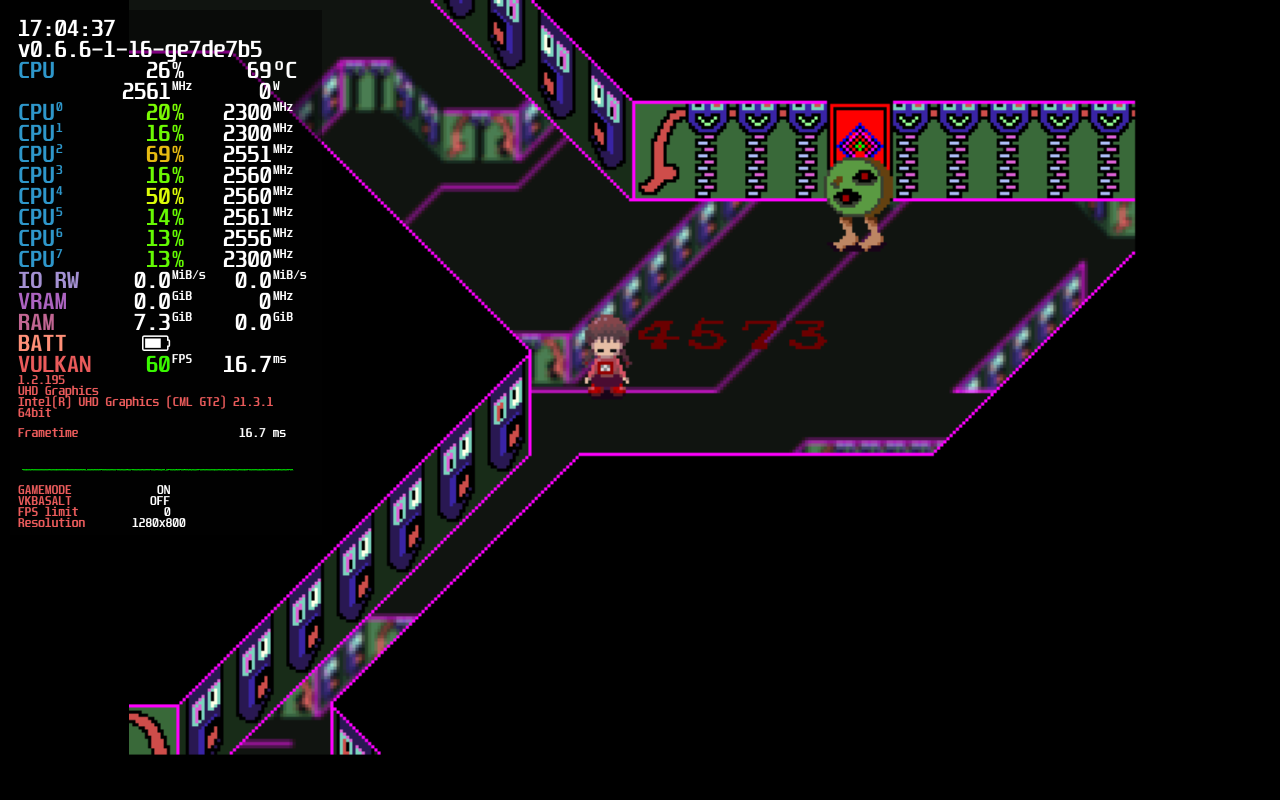 17:04:37
v0.6.6-1-16-ge7de7b5
CPU 26% 69°C
2561MHz 0W
CPU0 20% 2300MHz
CPU1 16% 2300MHz
CPU2 69% 2551MHz
CPU3 16% 2560MHz
CPU4 50% 2560MHz
CPU5 14% 2561MHz
CPU6 13% 2556MHz
CPU7 13% 2300MHz
IO RW 0.0MiB/s 0.0MiB/s
VRAM 0.0GiB 0MHz
RAM 7.3GiB 0.0GiB
BATT
VULKAN 60FPS 16.7ms
1.2.195
UHD Graphics
Intel(R) UHD Graphics (CML GT2) 21.3.1
64bit
Frametime 16.7 ms
GAMEMODE ON
VKBASALT OFF
FPS limit 0
Resolution 1280x800
4573